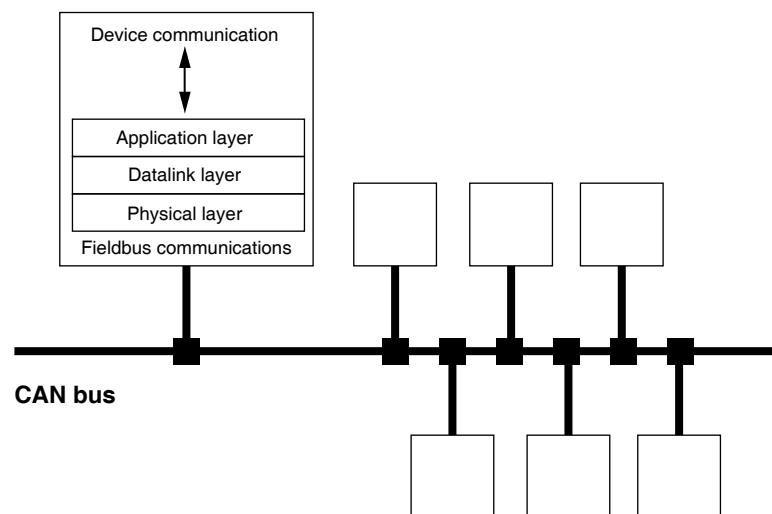 Device communication
Application layer
Datalink layer
Physical layer
Fieldbus communications
CAN bus